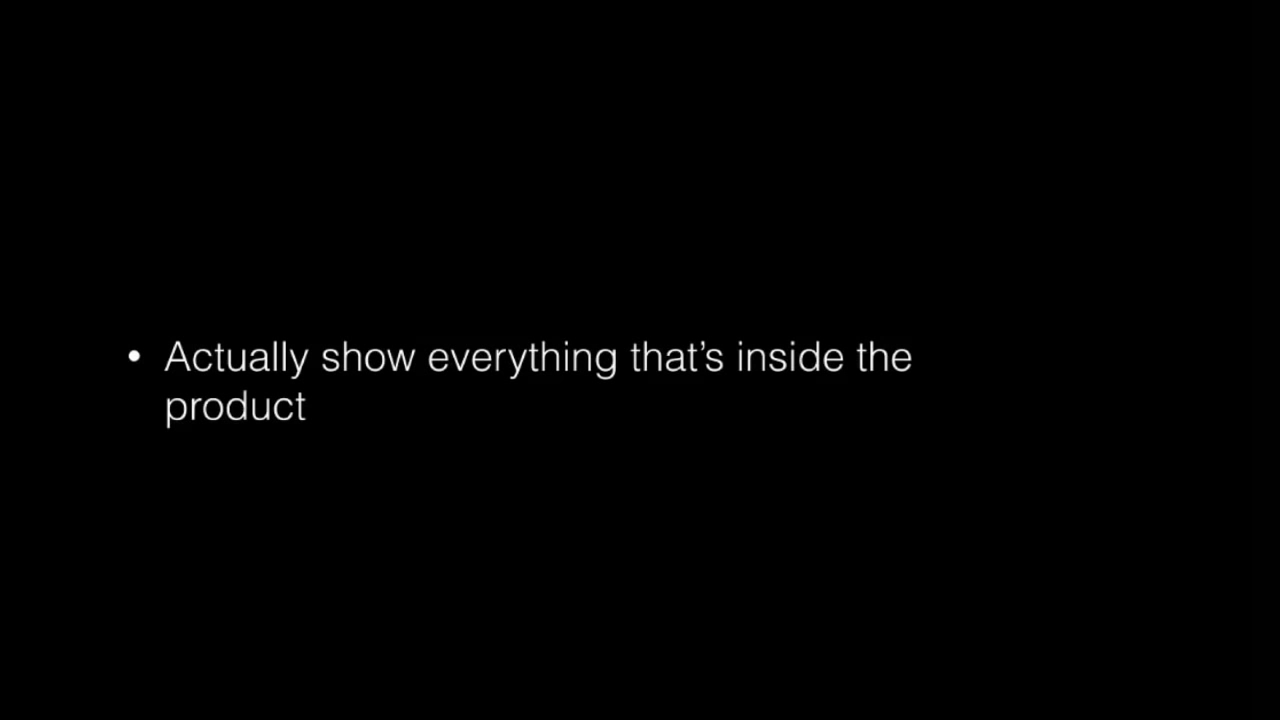 • Actually show everything that’s inside the
product